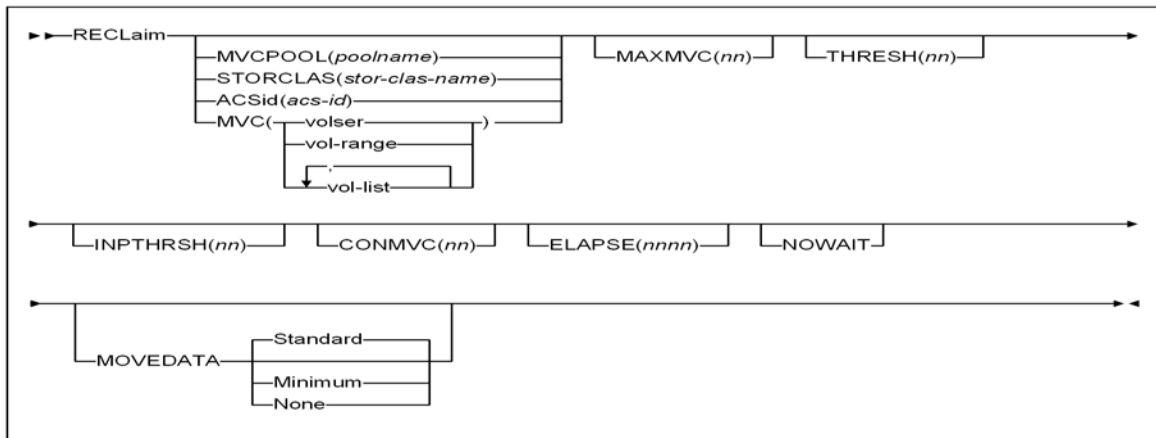 RECLaim
MVCPOOL(poolname)
STORCLAS(stor-clas-name)
ACSid(acs-id)
MVC( volser )
vol-range
,
vol-list
MAXMVC(nn)
THRESH(nn)
INPTHRSH(nn)
CONMVC(nn)
ELAPSE(nnnn)
NOWAIT
MOVEDATA
Standard
Minimum
None